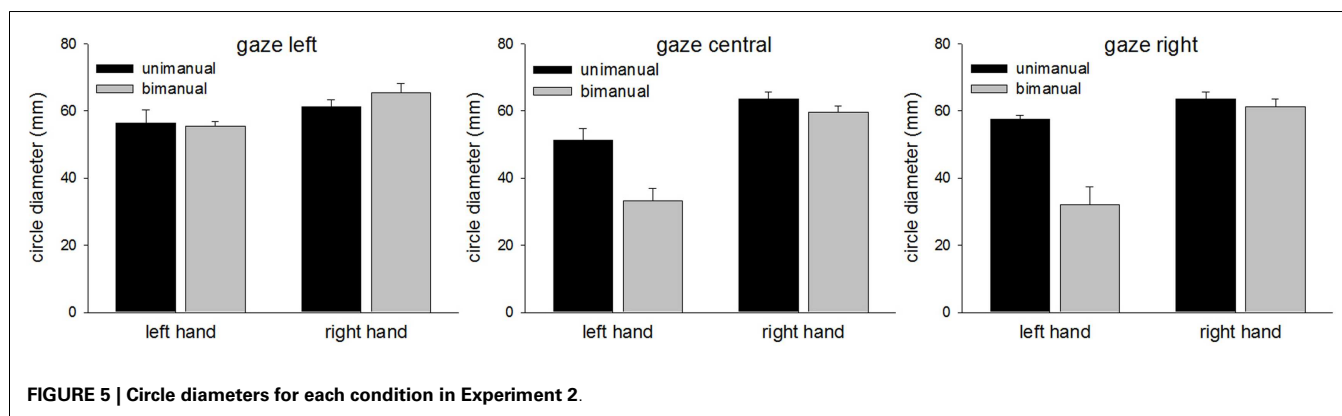 gaze left
80
60
40
20
0
circle diameter (mm)
unimanual
bimanual
left hand right hand
gaze central
80
60
40
20
0
circle diameter (mm)
unimanual
bimanual
left hand right hand
gaze right
80
60
40
20
0
circle diameter (mm)
unimanual
bimanual
left hand right hand
FIGURE 5 | Circle diameters for each condition in Experiment 2.